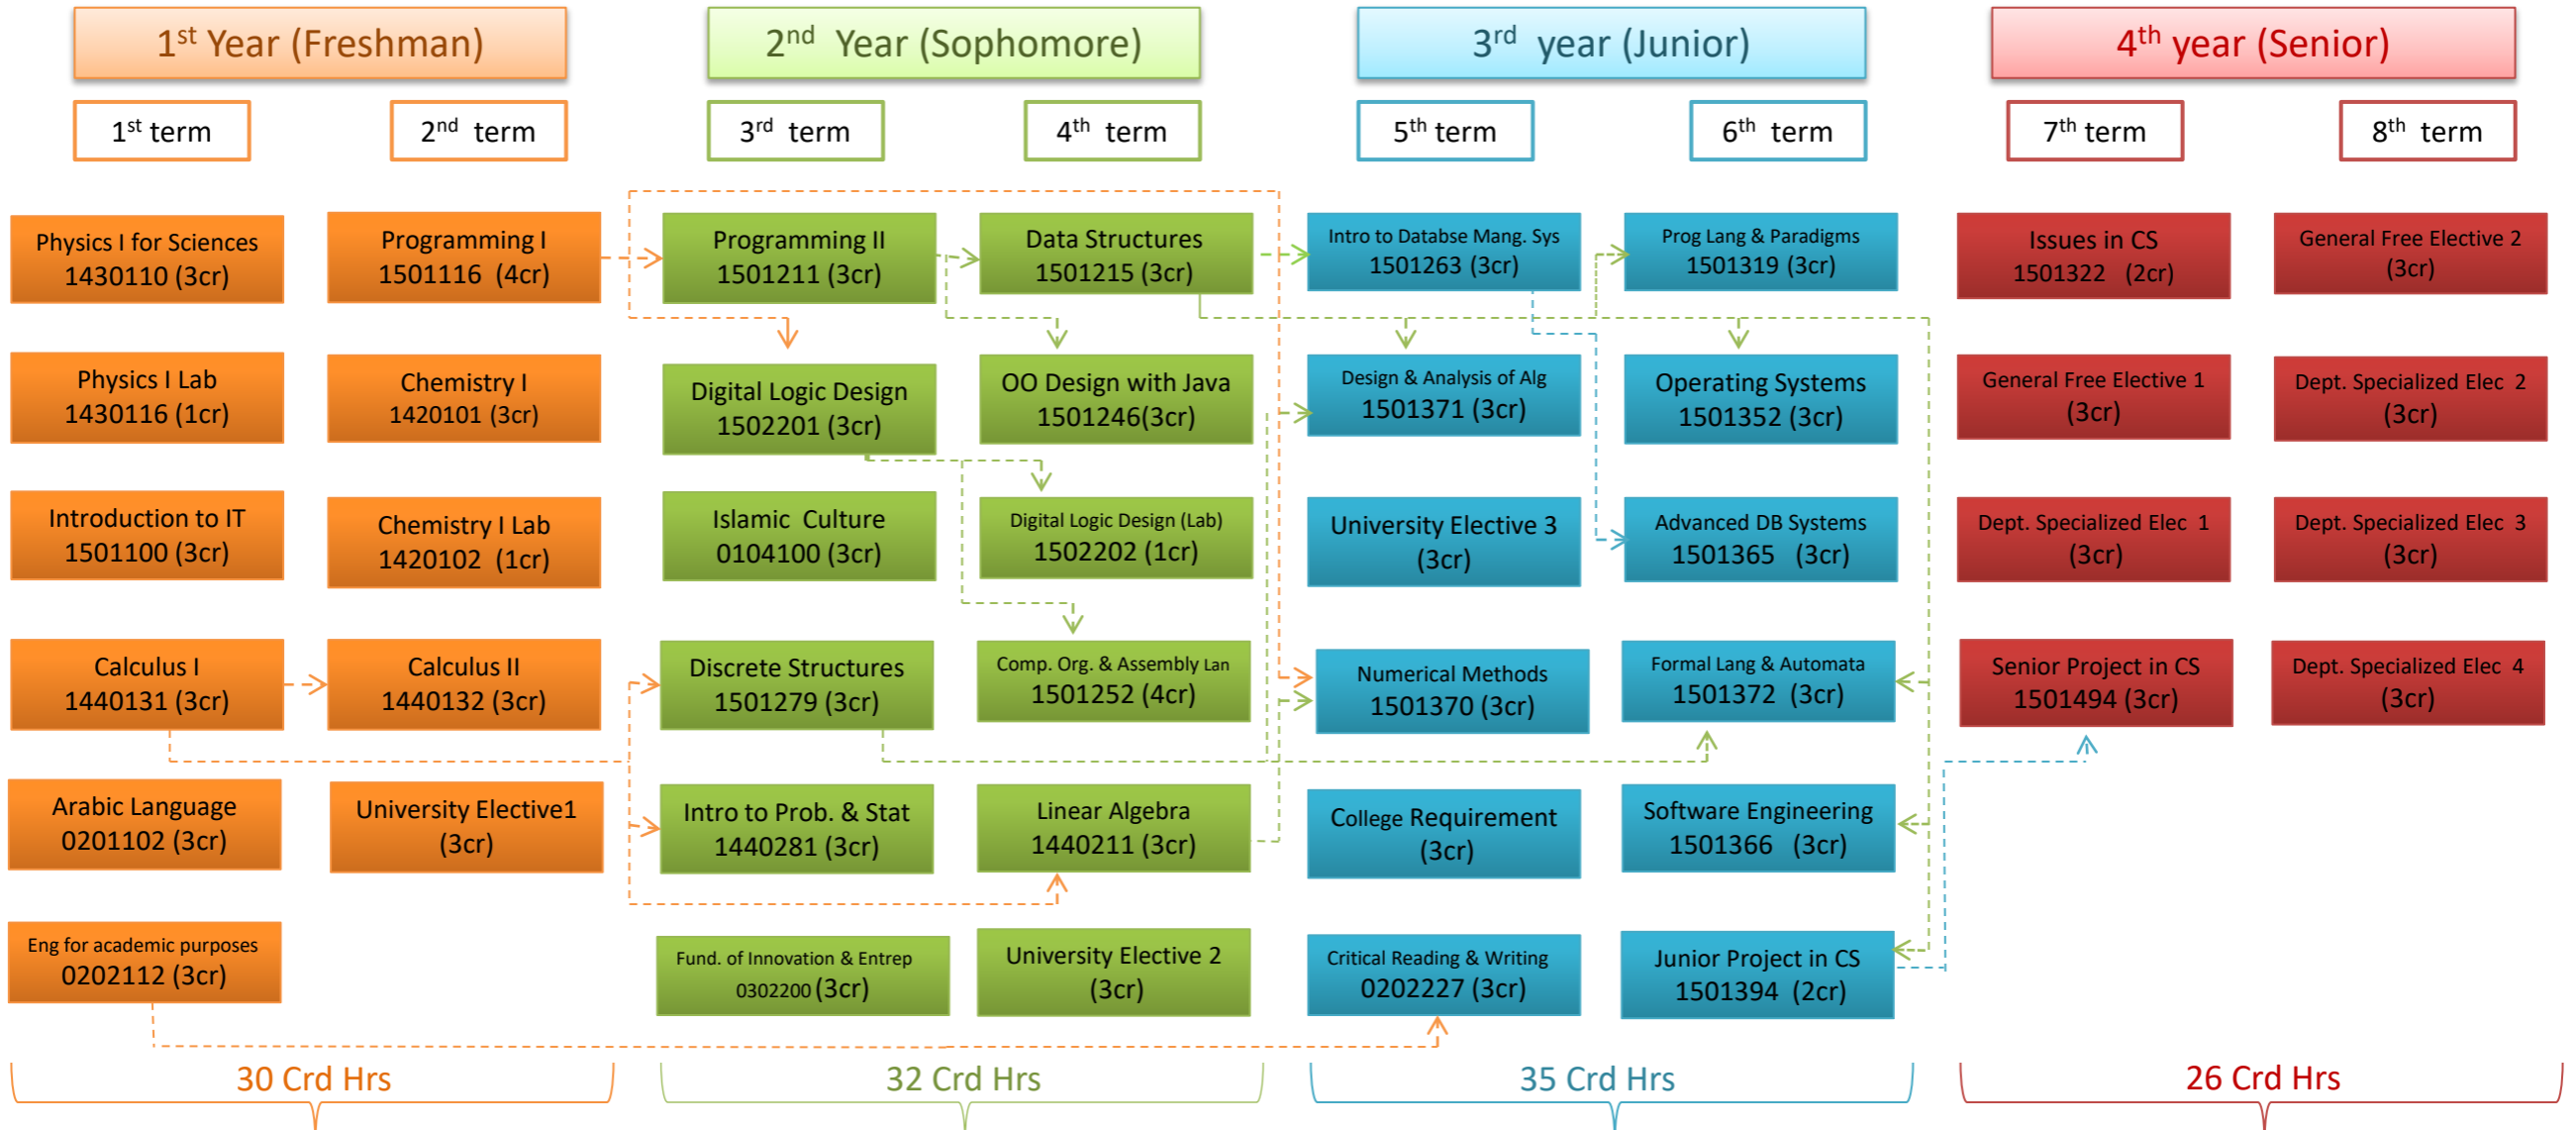 1st Year (Freshman)
2nd Year (Sophomore)
3rd year (Junior)
4th year (Senior)
1st term
2nd term
3rd term
4th term
5th term
6th term
7th term
8th term
Physics I for Sciences
1430110 (3cr)
Programming I
1501116 (4cr)
Programming II
1501211 (3cr)
Data Structures
1501215 (3cr)
Intro to Databse Mang. Sys
1501263 (3cr)
Prog Lang & Paradigms
1501319 (3cr)
Issues in CS
1501322 (2cr)
General Free Elective 2
(3cr)
Physics I Lab
1430116 (1cr)
Chemistry I
1420101 (3cr)
Digital Logic Design
1502201 (3cr)
OO Design with Java
1501246(3cr)
Design & Analysis of Alg
1501371 (3cr)
Operating Systems
1501352 (3cr)
General Free Elective 1
(3cr)
Dept. Specialized Elec 2
(3cr)
Introduction to IT
1501100 (3cr)
Chemistry I Lab
1420102 (1cr)
Islamic Culture
0104100 (3cr)
Digital Logic Design (Lab)
1502202 (1cr)
University Elective 3
(3cr)
Advanced DB Systems
1501365 (3cr)
Dept. Specialized Elec 1
(3cr)
Dept. Specialized Elec 3
(3cr)
Calculus I
1440131 (3cr)
Calculus II
1440132 (3cr)
Discrete Structures
1501279 (3cr)
Comp. Org. & Assembly Lan
1501252 (4cr)
Numerical Methods
1501370 (3cr)
Formal Lang & Automata
1501372 (3cr)
Senior Project in CS
1501494 (3cr)
Dept. Specialized Elec 4
(3cr)
Arabic Language
0201102 (3cr)
University Elective1
(3cr)
Intro to Prob. & Stat
1440281 (3cr)
Linear Algebra
1440211 (3cr)
College Requirement
(3cr)
Software Engineering
1501366 (3cr)
Eng for academic purposes
0202112 (3cr)
Fund. of Innovation & Entrep
0302200 (3cr)
University Elective 2
(3cr)
Critical Reading & Writing
0202227 (3cr)
Junior Project in CS
1501394 (2cr)
30 Crd Hrs
32 Crd Hrs
35 Crd Hrs
26 Crd Hrs